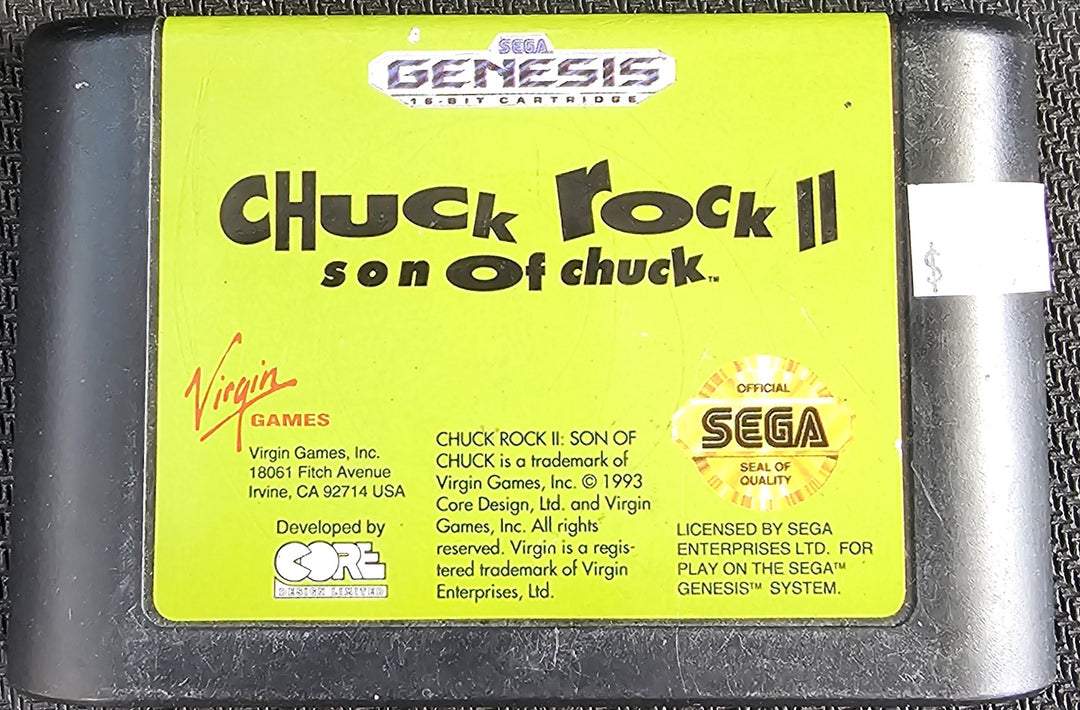 SEGA
GENESIS
16-BIT CARTRIDGE
CHUCK ROCK II
son Of chuck™
$
Virgin
GAMES
Virgin Games, Inc.
18061 Fitch Avenue
Irvine, CA 92714 USA
Developed by
CORE
DESIGN LIMITED
CHUCK ROCK II: SON OF
CHUCK is a trademark of
Virgin Games, Inc. © 1993
Core Design, Ltd. and Virgin
Games, Inc. All rights
reserved. Virgin is a regis-
tered trademark of Virgin
Enterprises, Ltd.
OFFICIAL
SEGA
SEAL OF
QUALITY
LICENSED BY SEGA
ENTERPRISES LTD. FOR
PLAY ON THE SEGA™
GENESIS™ SYSTEM.